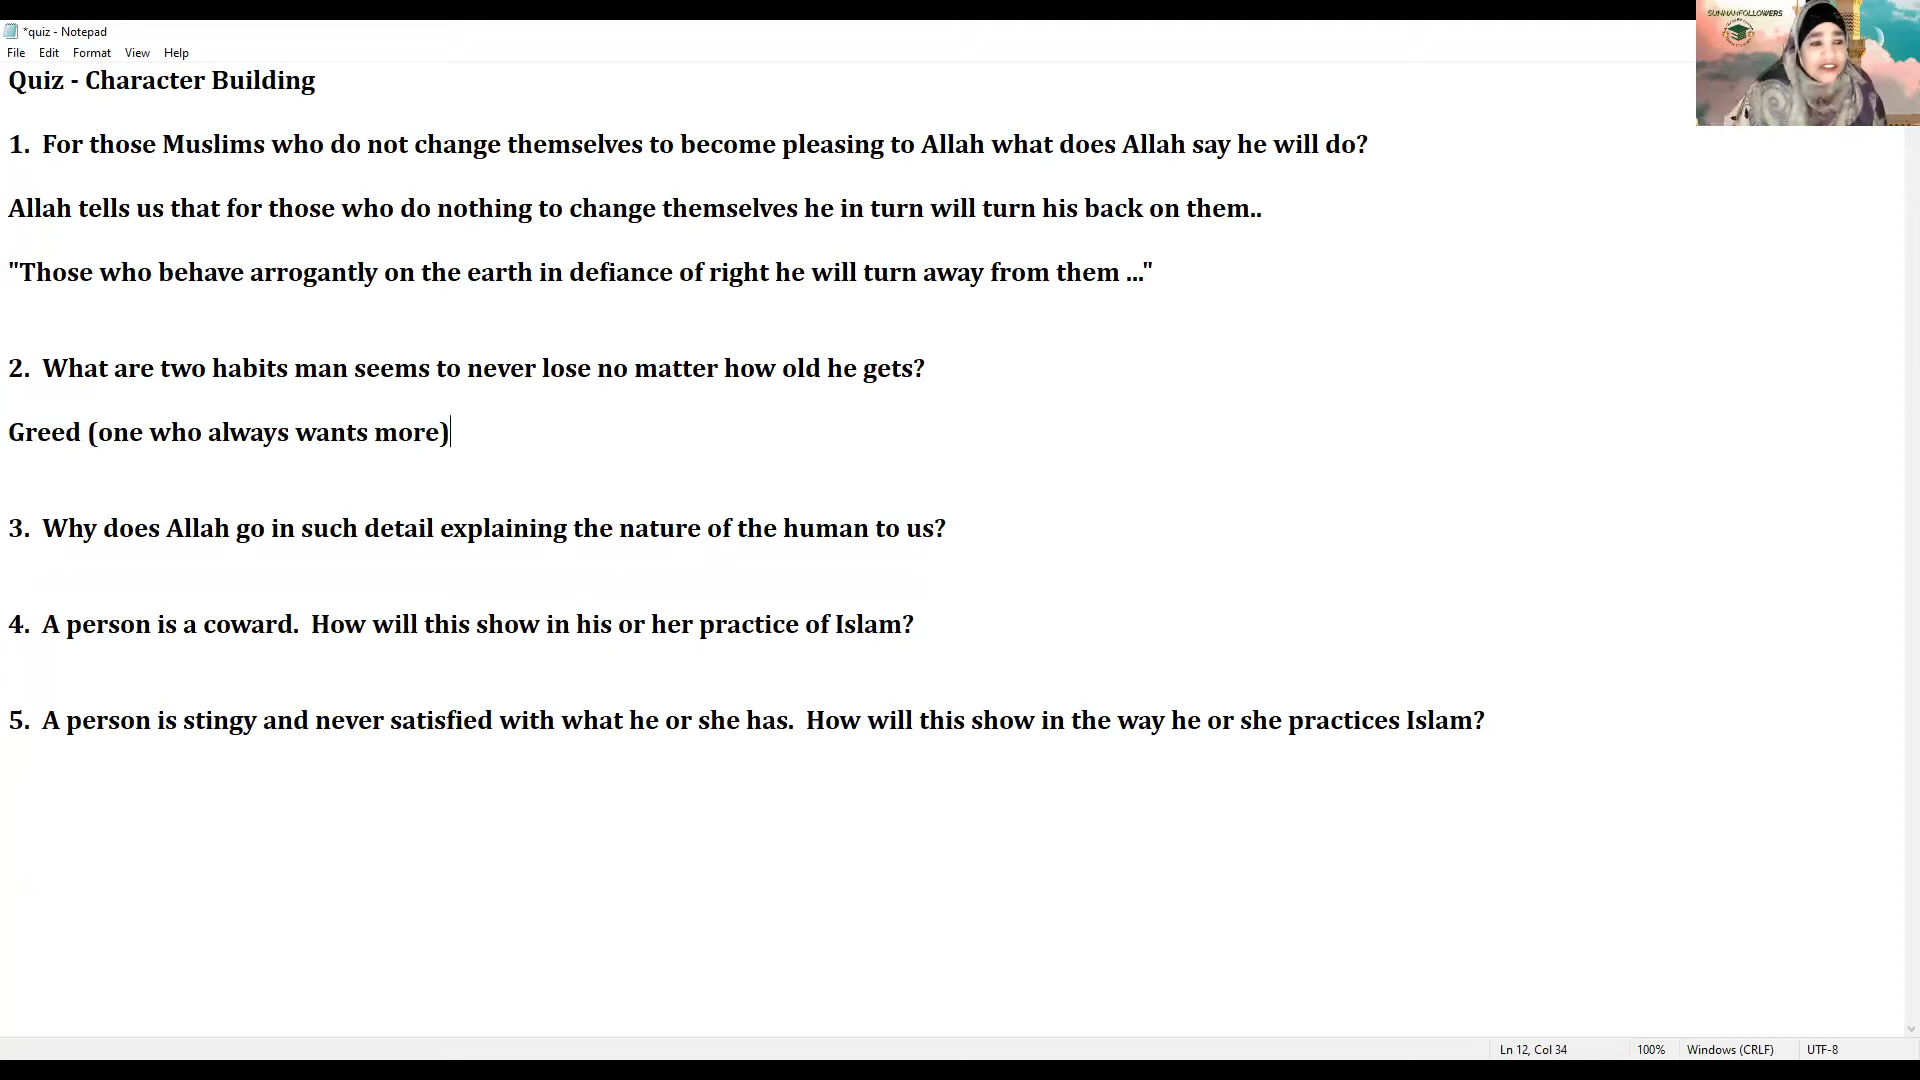 *quiz - Notepad
File Edit Format View Help
Quiz - Character Building
1.  For those Muslims who do not change themselves to become pleasing to Allah what does Allah say he will do?
Allah tells us that for those who do nothing to change themselves he in turn will turn his back on them..
"Those who behave arrogantly on the earth in defiance of right he will turn away from them ..."
2.  What are two habits man seems to never lose no matter how old he gets?
Greed (one who always wants more)
3.  Why does Allah go in such detail explaining the nature of the human to us?
4.  A person is a coward.  How will this show in his or her practice of Islam?
5.  A person is stingy and never satisfied with what he or she has.  How will this show in the way he or she practices Islam?
SUNNAHFOLLOWERS
Ln 12, Col 34 100% Windows (CRLF) UTF-8